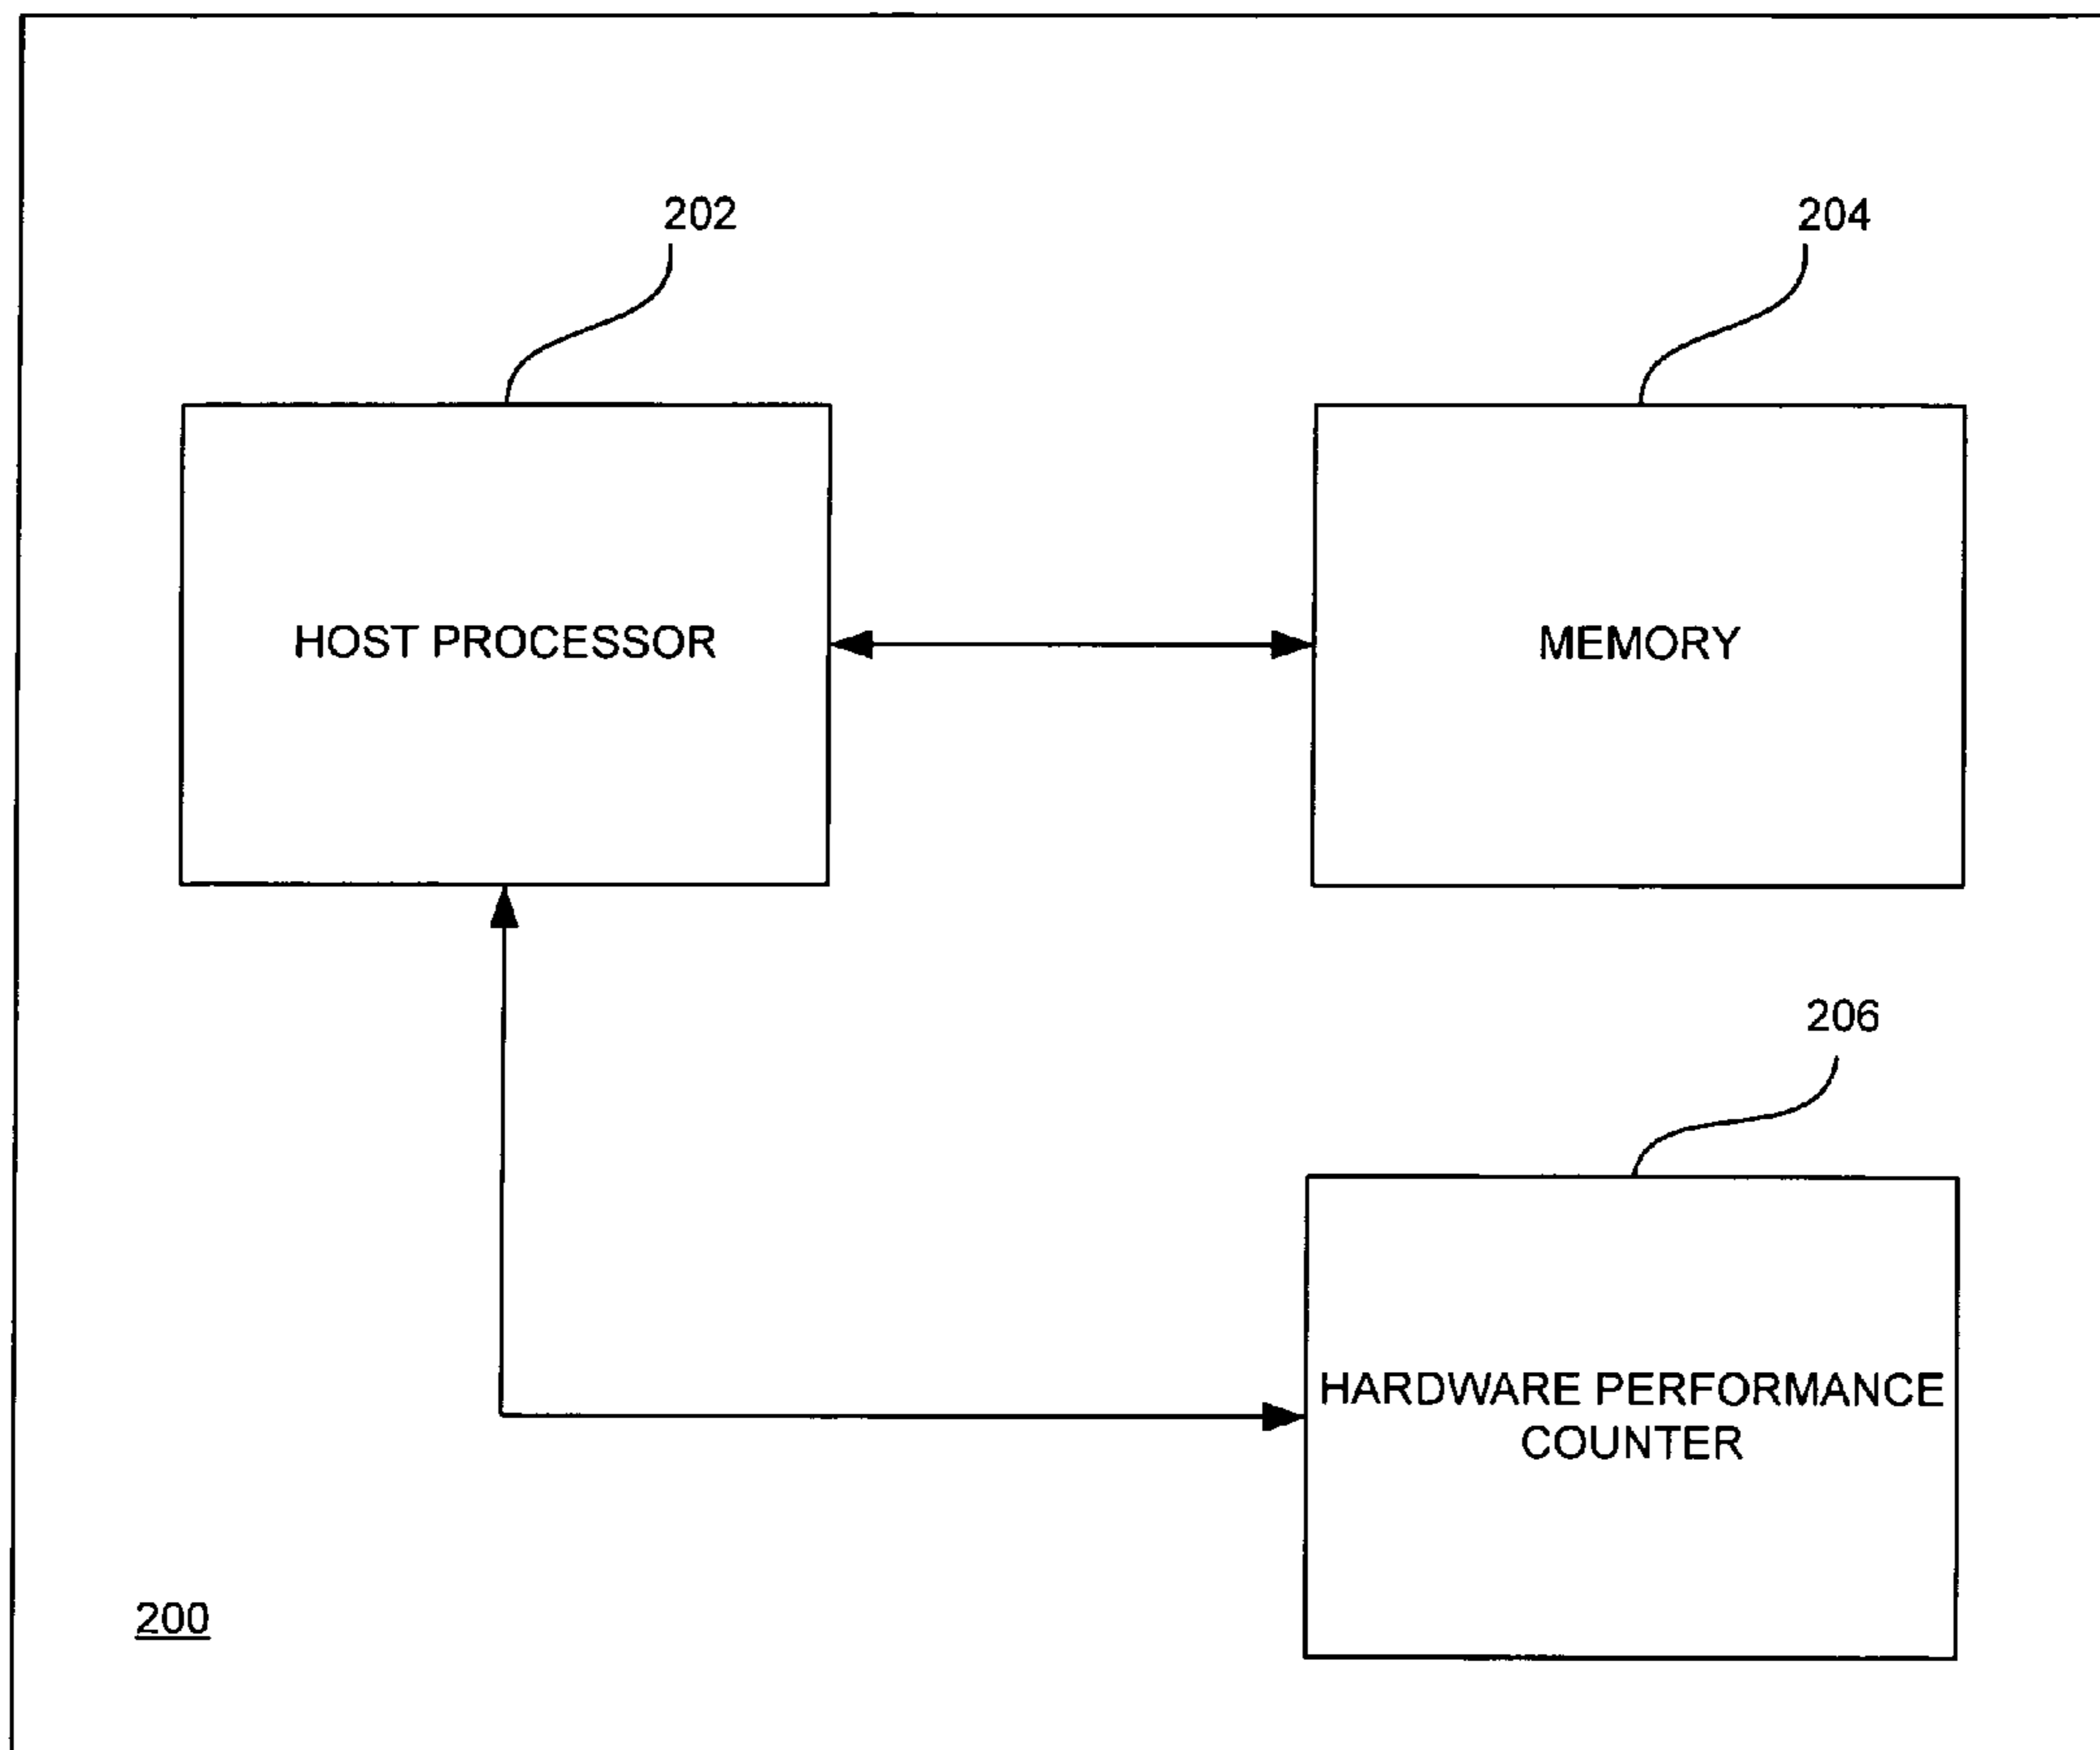 202
204
HOST PROCESSOR
MEMORY
206
HARDWARE PERFORMANCE
COUNTER
200